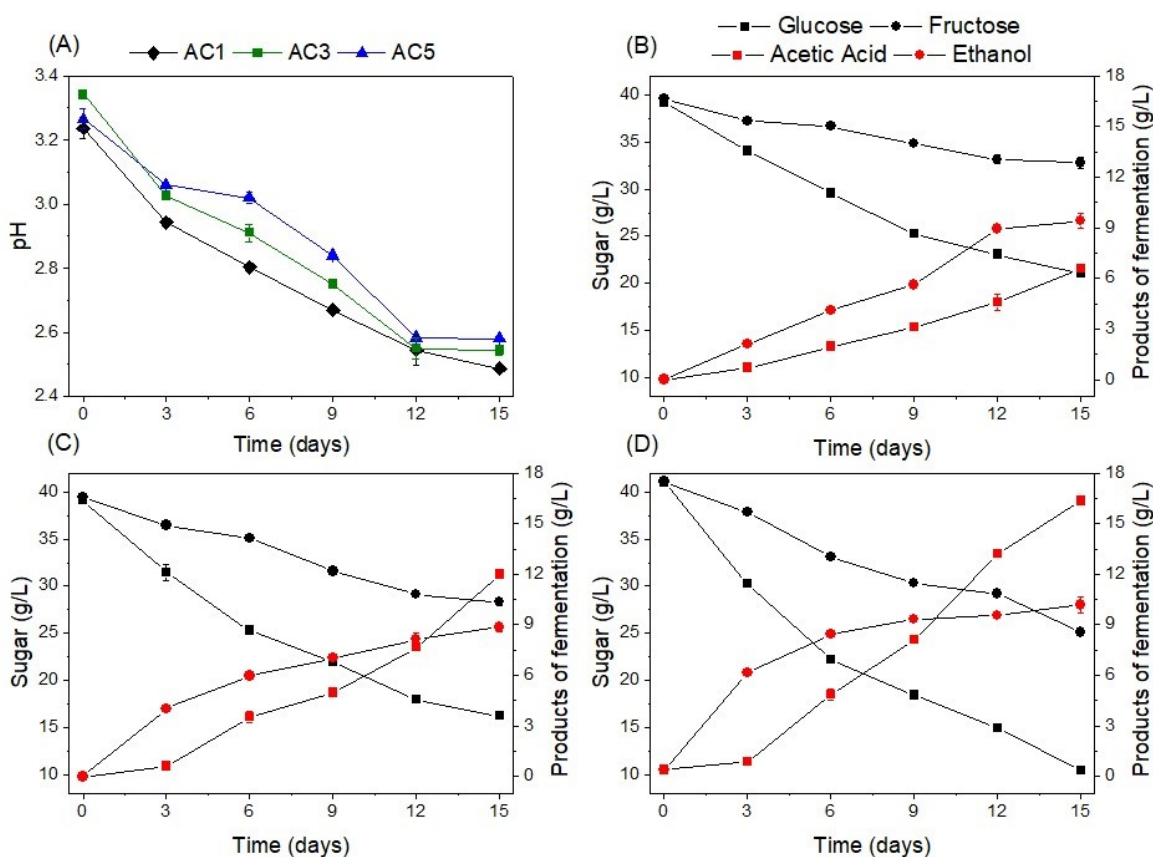 (A)
AC1 AC3 AC5
3.4
3.2
3.0
2.8
2.6
2.4
pH
0 3 6 9 12 15
Time (days)
(B)
Glucose Fructose
Acetic Acid Ethanol
40
35
30
25
20
15
10
Sugar (g/L)
18
15
12
9
6
3
0
Products of fermentation (g/L)
0 3 6 9 12 15
Time (days)
(C)
40
35
30
25
20
15
10
Sugar (g/L)
18
15
12
9
6
3
0
Products of fermentation (g/L)
0 3 6 9 12 15
Time (days)
(D)
40
35
30
25
20
15
10
Sugar (g/L)
18
15
12
9
6
3
0
Products of fermentation (g/L)
0 3 6 9 12 15
Time (days)